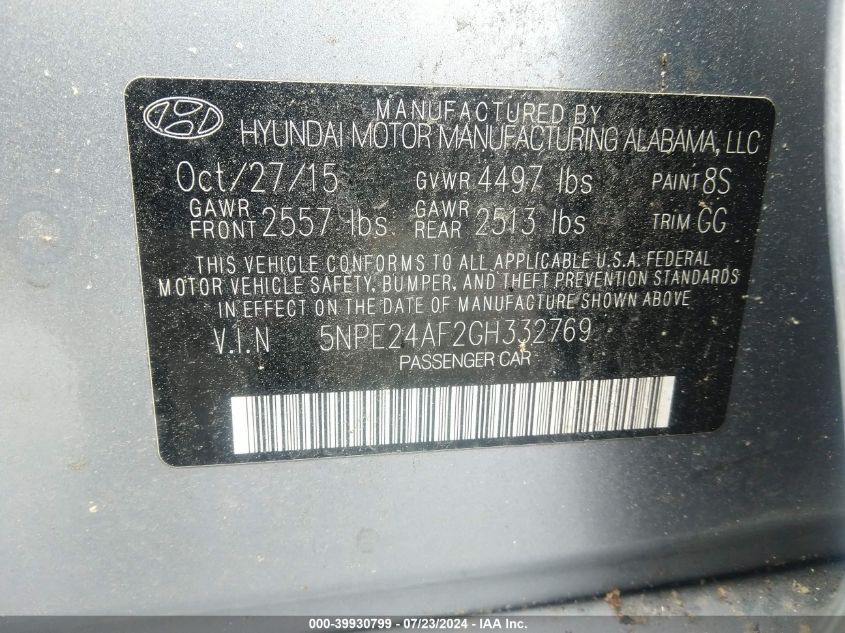 MANUFACTURED BY
HYUNDAI MOTOR MANUFACTURING ALABAMA, LLC
Oct/27/15 GVWR 4497 lbs PAINT 8S
GAWR FRONT 2557 lbs GAWR REAR 2513 lbs TRIM GG
THIS VEHICLE CONFORMS TO ALL APPLICABLE U.S.A. FEDERAL
MOTOR VEHICLE SAFETY, BUMPER, AND THEFT PREVENTION STANDARDS
IN EFFECT ON THE DATE OF MANUFACTURE SHOWN ABOVE
V.I.N 5NPE24AF2GH332769
PASSENGER CAR
000-39930799 - 07/23/2024 - IAA Inc.